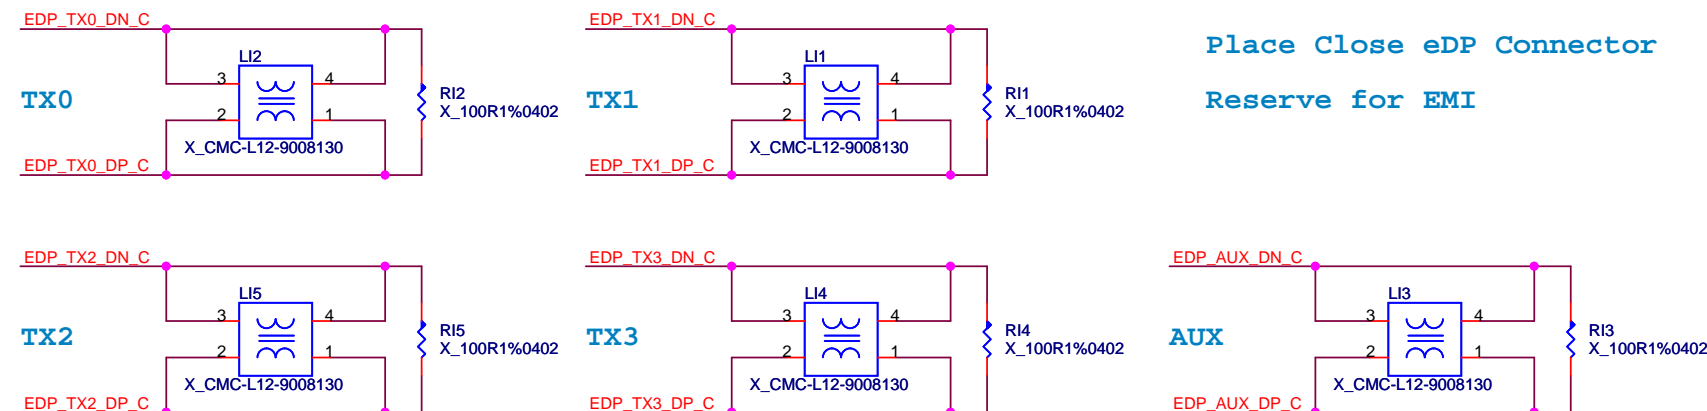 EDP_TX0_DN_C
LI2
3
4
TX0
RI2
X_100R1%0402
2
1
X_CMC-L12-9008130
EDP_TX0_DP_C
EDP_TX1_DN_C
LI1
3
4
TX1
RI1
X_100R1%0402
2
1
X_CMC-L12-9008130
EDP_TX1_DP_C
Place Close eDP Connector
Reserve for EMI
EDP_TX2_DN_C
LI5
3
4
TX2
RI5
X_100R1%0402
2
1
X_CMC-L12-9008130
EDP_TX2_DP_C
EDP_TX3_DN_C
LI4
3
4
TX3
RI4
X_100R1%0402
2
1
X_CMC-L12-9008130
EDP_TX3_DP_C
EDP_AUX_DN_C
LI3
3
4
AUX
RI3
X_100R1%0402
2
1
X_CMC-L12-9008130
EDP_AUX_DP_C